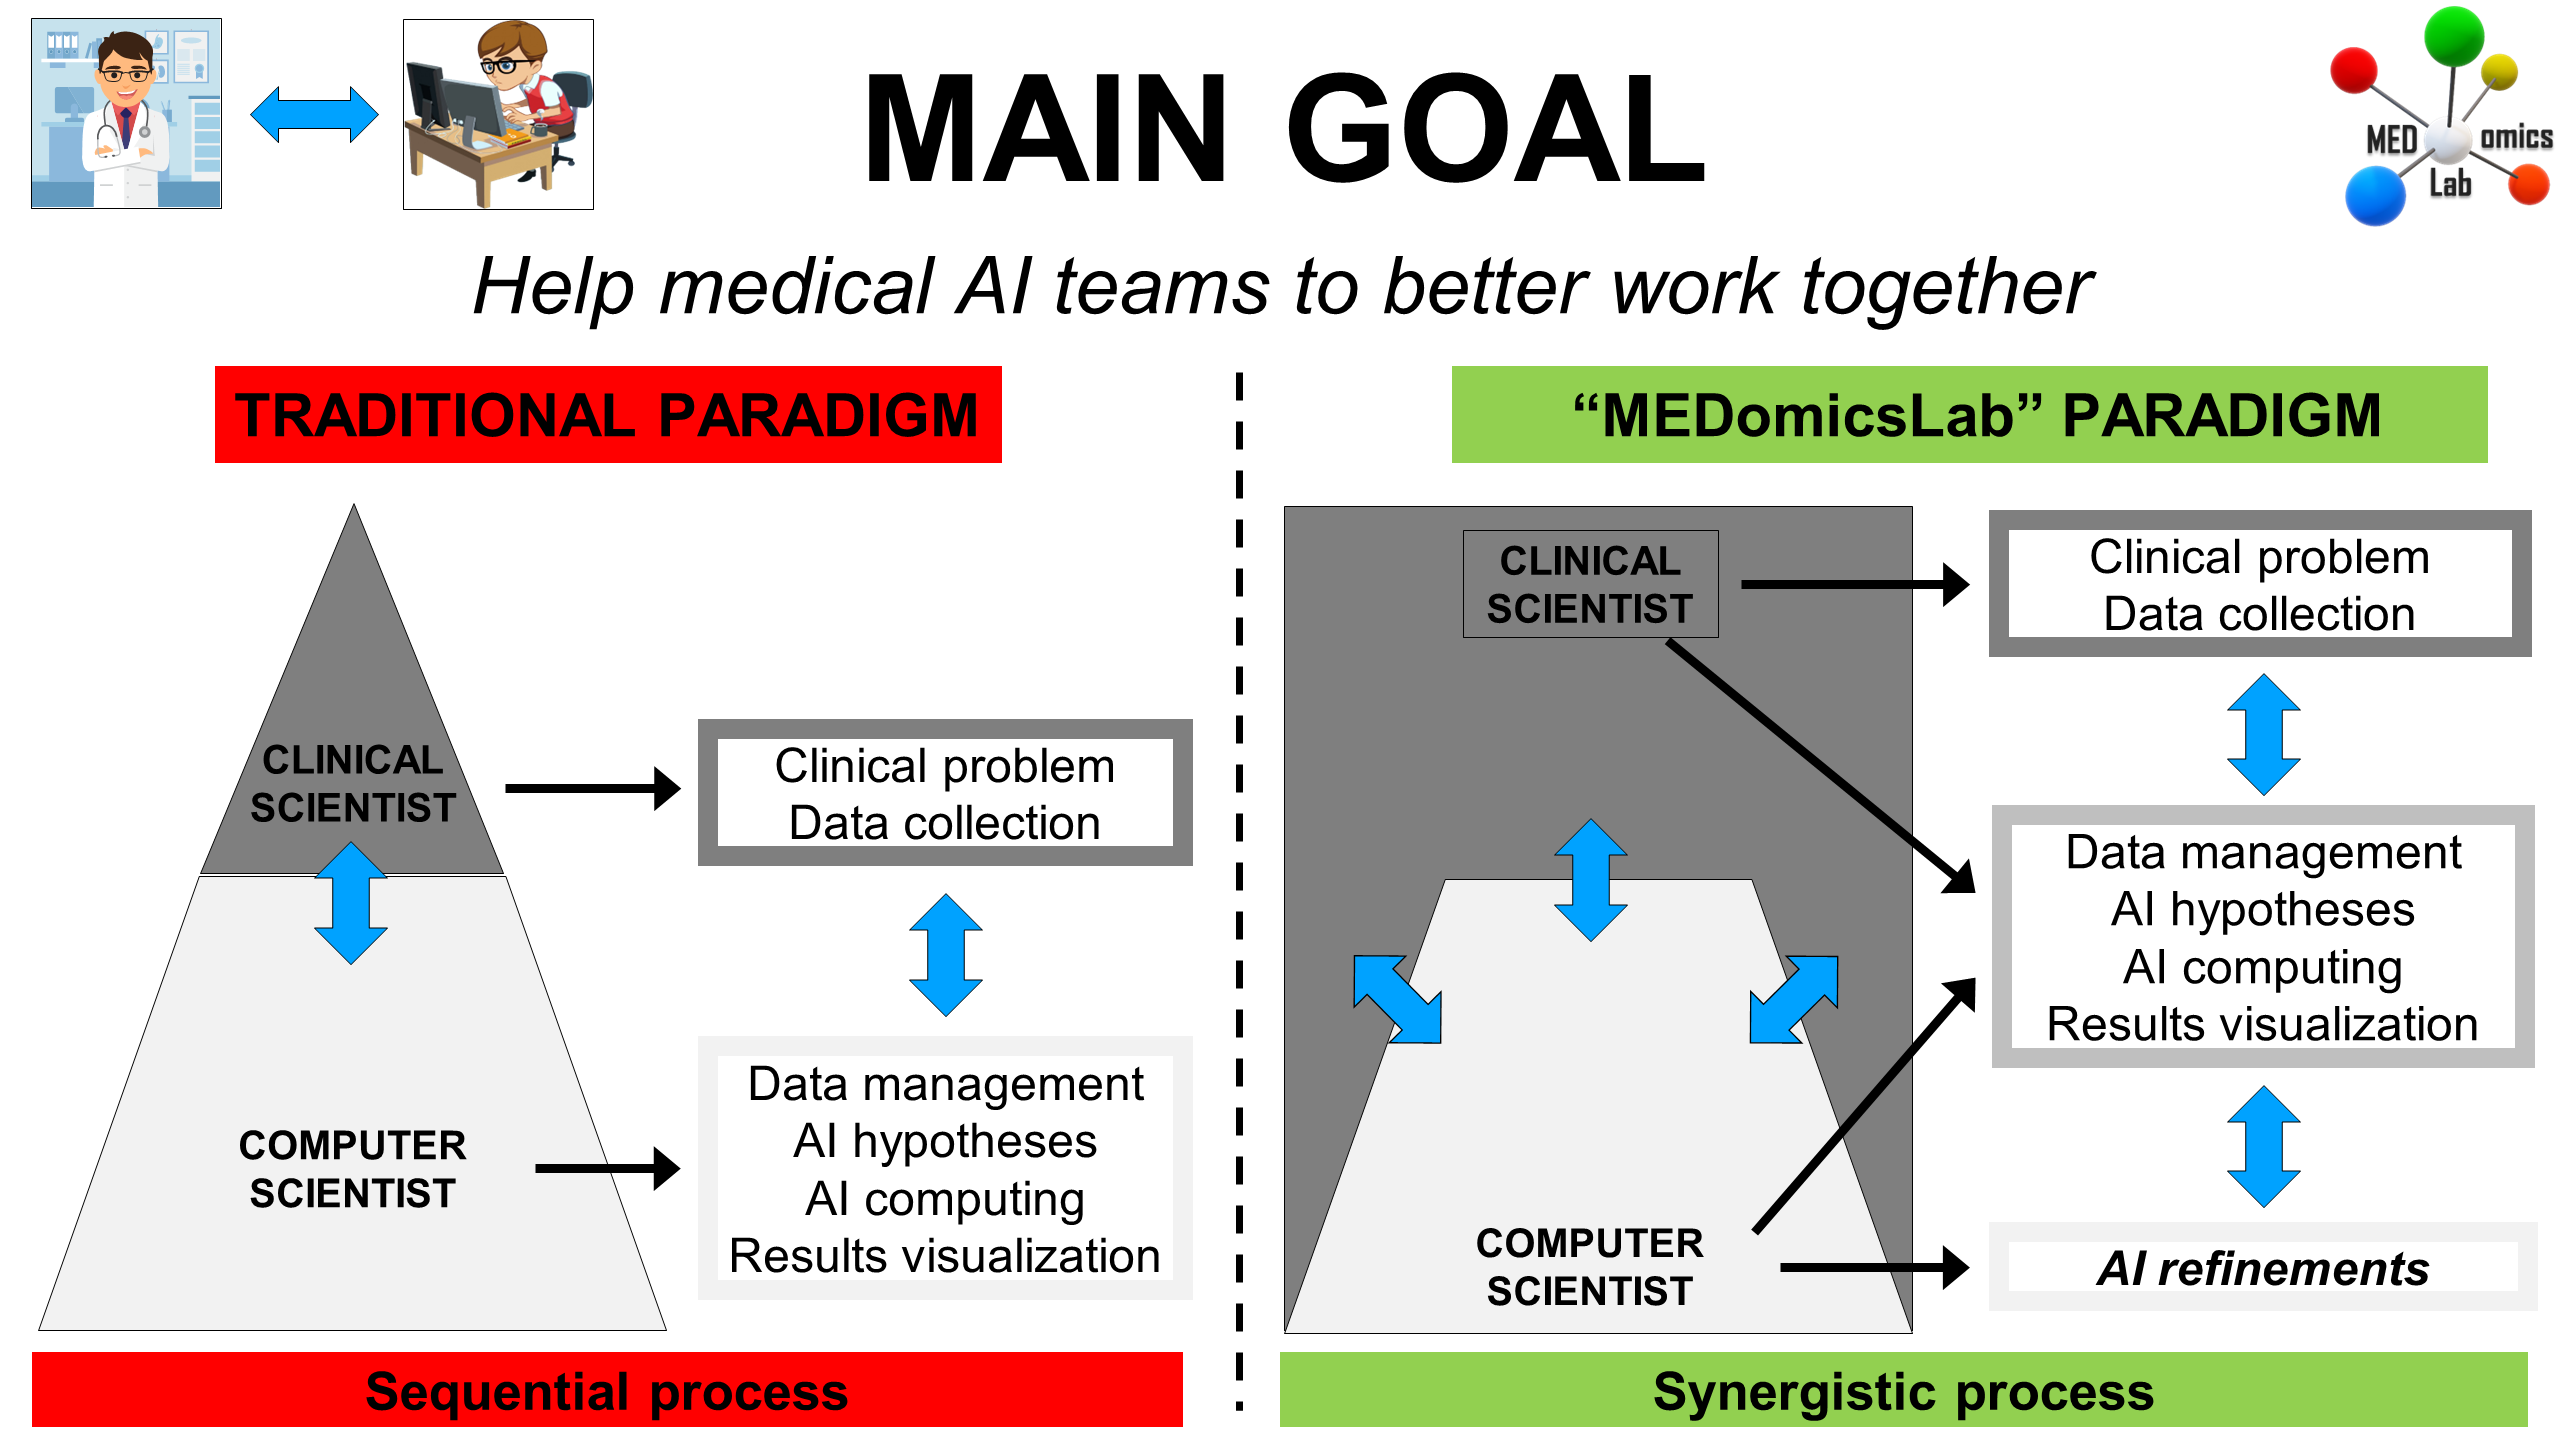 MAIN GOAL
MED omics
Lab
Help medical AI teams to better work together
TRADITIONAL PARADIGM
CLINICAL
SCIENTIST
Clinical problem
Data collection
COMPUTER
SCIENTIST
Data management
AI hypotheses
AI computing
Results visualization
Sequential process
“MEDomicsLab” PARADIGM
CLINICAL
SCIENTIST
Clinical problem
Data collection
Data management
AI hypotheses
AI computing
Results visualization
COMPUTER
SCIENTIST
AI refinements
Synergistic process